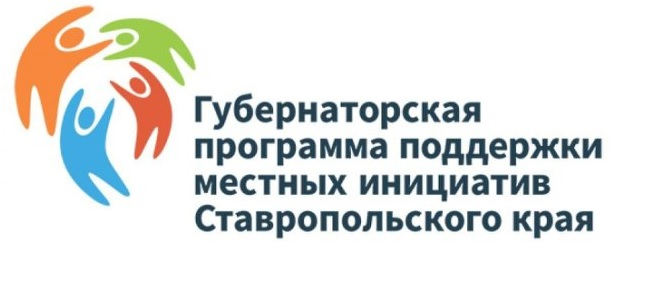 Губернаторская
программа поддержки
местных инициатив
Ставропольского края